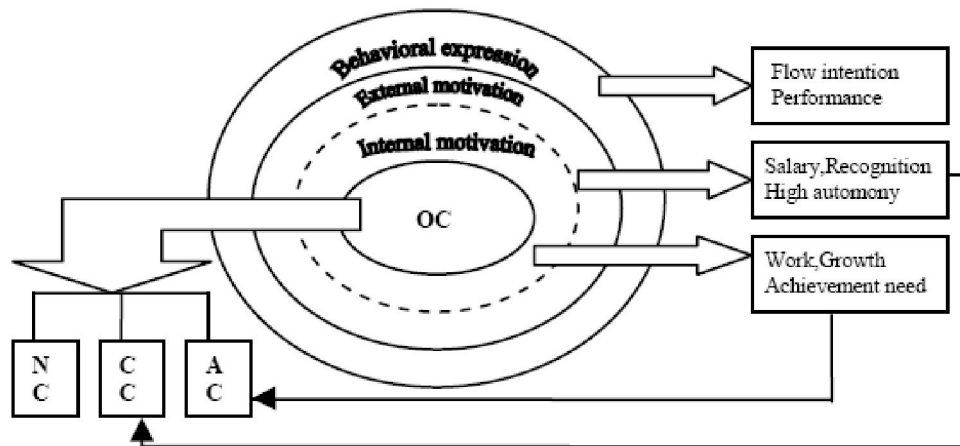 Behavioral expression
External motivation
Internal motivation
OC
Flow intention
Performance
Salary,Recognition
High automony
Work,Growth
Achievement need
N
C
C
C
A
C